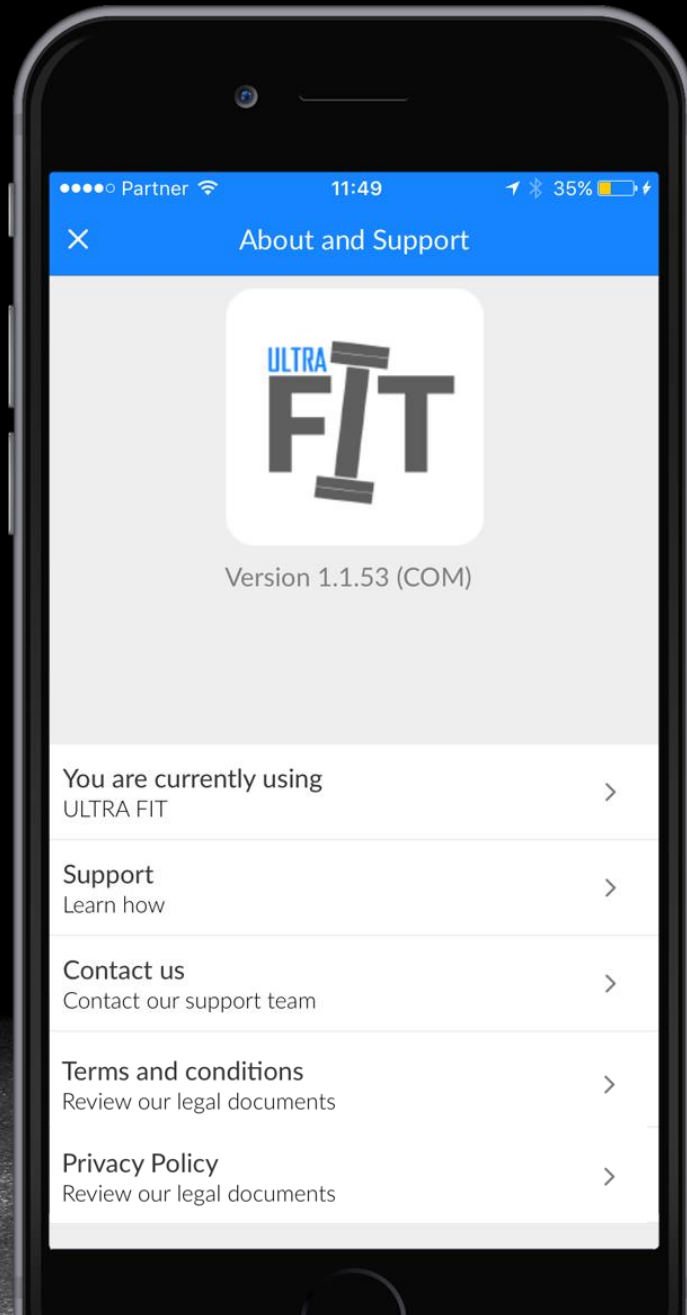 Partner 11:49 35%
About and Support
ULTRA
FIT
Version 1.1.53 (COM)
You are currently using
ULTRA FIT
Support
Learn how
Contact us
Contact our support team
Terms and conditions
Review our legal documents
Privacy Policy
Review our legal documents